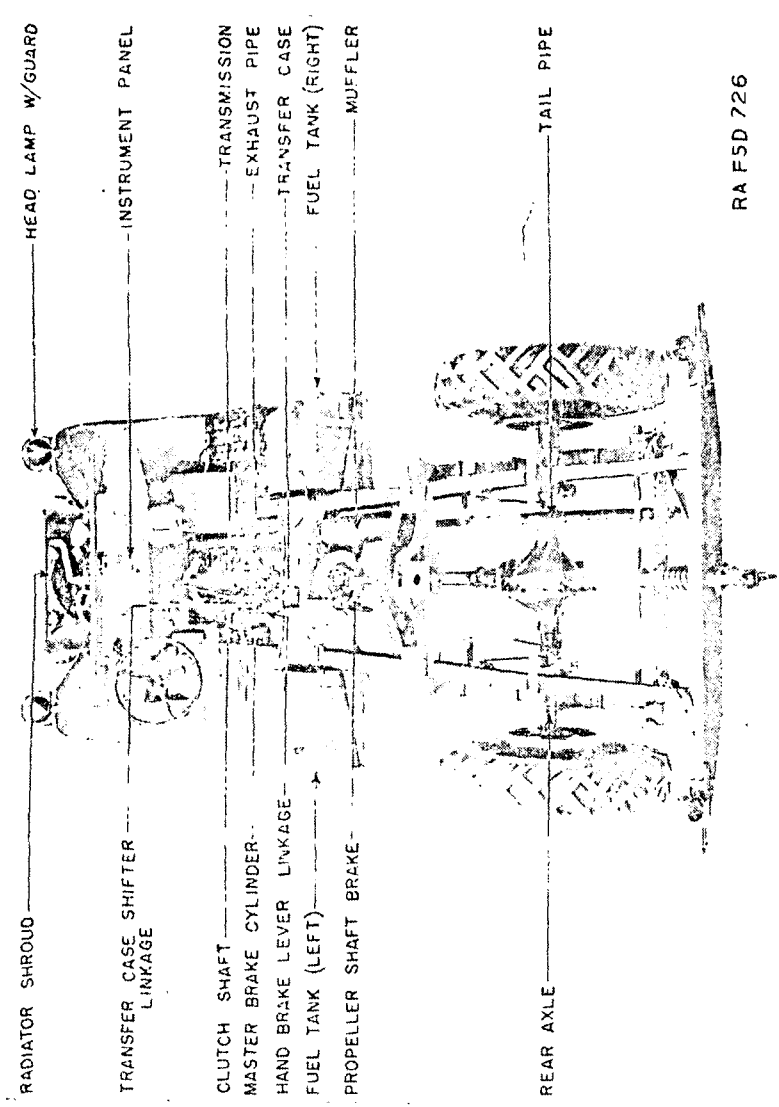 HEAD LAMP W/GUARD
INSTRUMENT PANEL
TRANSMISSION
EXHAUST PIPE
TRANSFER CASE
FUEL TANK (RIGHT)
MUFFLER
TAIL PIPE
RA F5D 726
RADIATOR SHROUD
TRANSFER CASE SHIFTER
LINKAGE
CLUTCH SHAFT
MASTER BRAKE CYLINDER
HAND BRAKE LEVER LINKAGE
FUEL TANK (LEFT)
PROPELLER SHAFT BRAKE
REAR AXLE